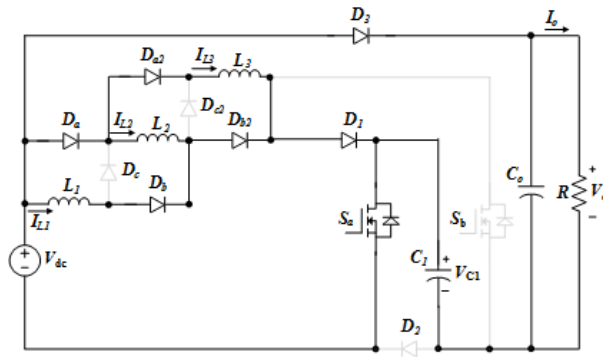 D3
Io
Da2
IL3
L3
Da
IL2
L2
Dc2
Db2
D1
Dc
L1
Db
IL1
Sa
Sb
Co
R
+
V
−
Vdc
+
−
C1
+
VC1
−
D2